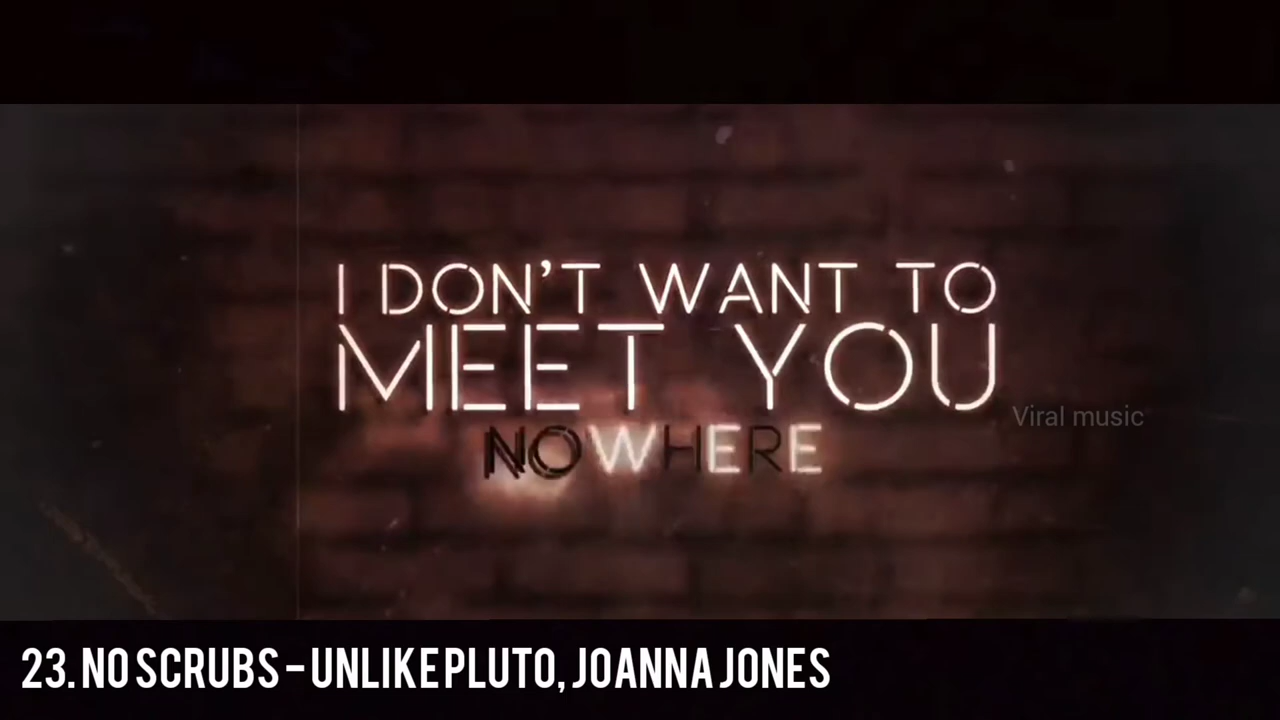 I DON'T WANT TO
MEET YOU
NOWHERE
Viral music
23. NO SCRUBS – UNLIKE PLUTO, JOANNA JONES